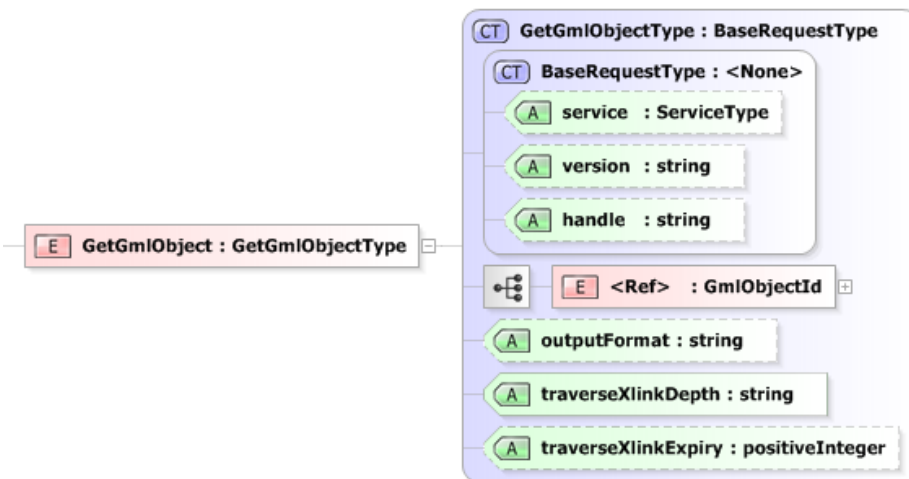 CT GetGmlObjectType : BaseRequestType
CT BaseRequestType : <None>
A service : ServiceType
A version : string
A handle : string
E GetGmlObject : GetGmlObjectType
E <Ref> : GmlObjectId
A outputFormat : string
A traverseXlinkDepth : string
A traverseXlinkExpiry : positiveInteger